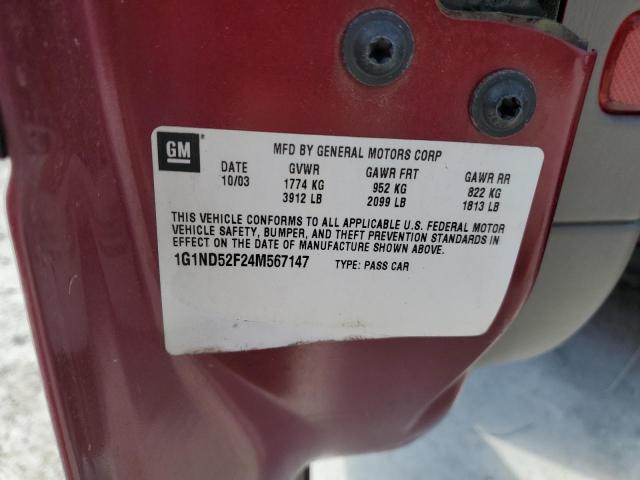 GM
MFD BY GENERAL MOTORS CORP
DATE GVWR GAWR FRT GAWR RR
10/03 1774 KG 952 KG 822 KG
3912 LB 2099 LB 1813 LB
THIS VEHICLE CONFORMS TO ALL APPLICABLE U.S. FEDERAL MOTOR
VEHICLE SAFETY, BUMPER, AND THEFT PREVENTION STANDARDS IN
EFFECT ON THE DATE OF MANUFACTURE SHOWN ABOVE.
1G1ND52F24M567147 TYPE: PASS CAR